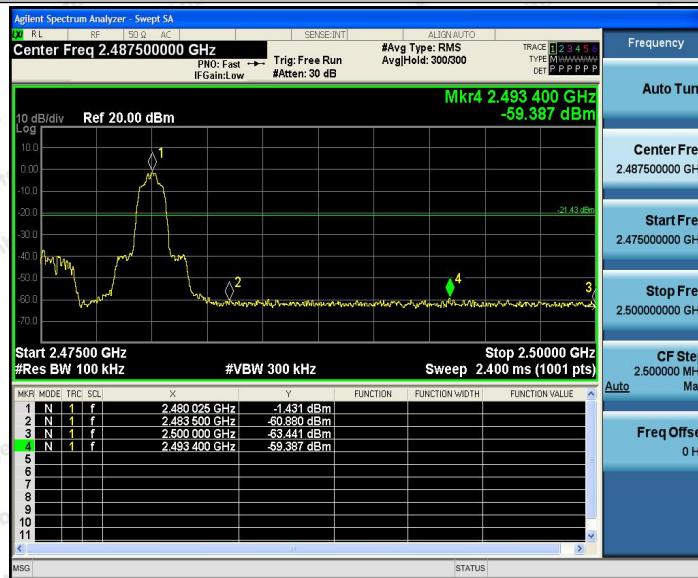 Agilent Spectrum Analyzer - Swept SA
RL RF 50 Ω AC SENSE:INT ALIGN AUTO
Center Freq 2.487500000 GHz
PNO: Fast
IFGain:Low
Trig: Free Run
#Atten: 30 dB
#Avg Type: RMS
Avg|Hold: 300/300
TRACE 1 2 3 4 5 6
TYPE M
DET P P P P P P
Mkr4 2.493 400 GHz
-59.387 dBm
10 dB/div Ref 20.00 dBm
Log
10.0
0.00
-10.0
-20.0
-30.0
-40.0
-50.0
-60.0
-70.0
1
2
3
4
-21.43 dBm
Start 2.47500 GHz Stop 2.50000 GHz
#Res BW 100 kHz #VBW 300 kHz Sweep 2.400 ms (1001 pts)
MKR MODE TRC SCL X Y FUNCTION FUNCTION WIDTH FUNCTION VALUE
1 N 1 f 2.480 025 GHz -1.431 dBm
2 N 1 f 2.483 500 GHz -60.880 dBm
3 N 1 f 2.500 000 GHz -63.441 dBm
4 N 1 f 2.493 400 GHz -59.387 dBm
5
6
7
8
9
10
11
MSG STATUS
Frequency
Auto Tun
Center Fre
2.487500000 GH
Start Fre
2.475000000 GH
Stop Fre
2.500000000 GH
CF Ste
2.500000 MH
Auto Ma
Freq Offse
0 H